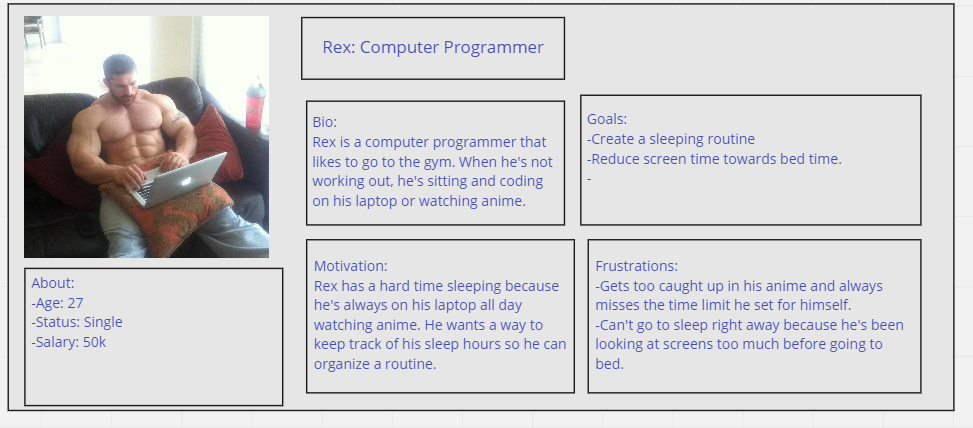 Rex: Computer Programmer
Bio:
Rex is a computer programmer that
likes to go to the gym. When he's not
working out, he's sitting and coding
on his laptop or watching anime.
Goals:
-Create a sleeping routine
-Reduce screen time towards bed time.
-
About:
-Age: 27
-Status: Single
-Salary: 50k
Motivation:
Rex has a hard time sleeping because
he's always on his laptop all day
watching anime. He wants a way to
keep track of his sleep hours so he can
organize a routine.
Frustrations:
-Gets too caught up in his anime and always
misses the time limit he set for himself.
-Can't go to sleep right away because he's been
looking at screens too much before going to
bed.